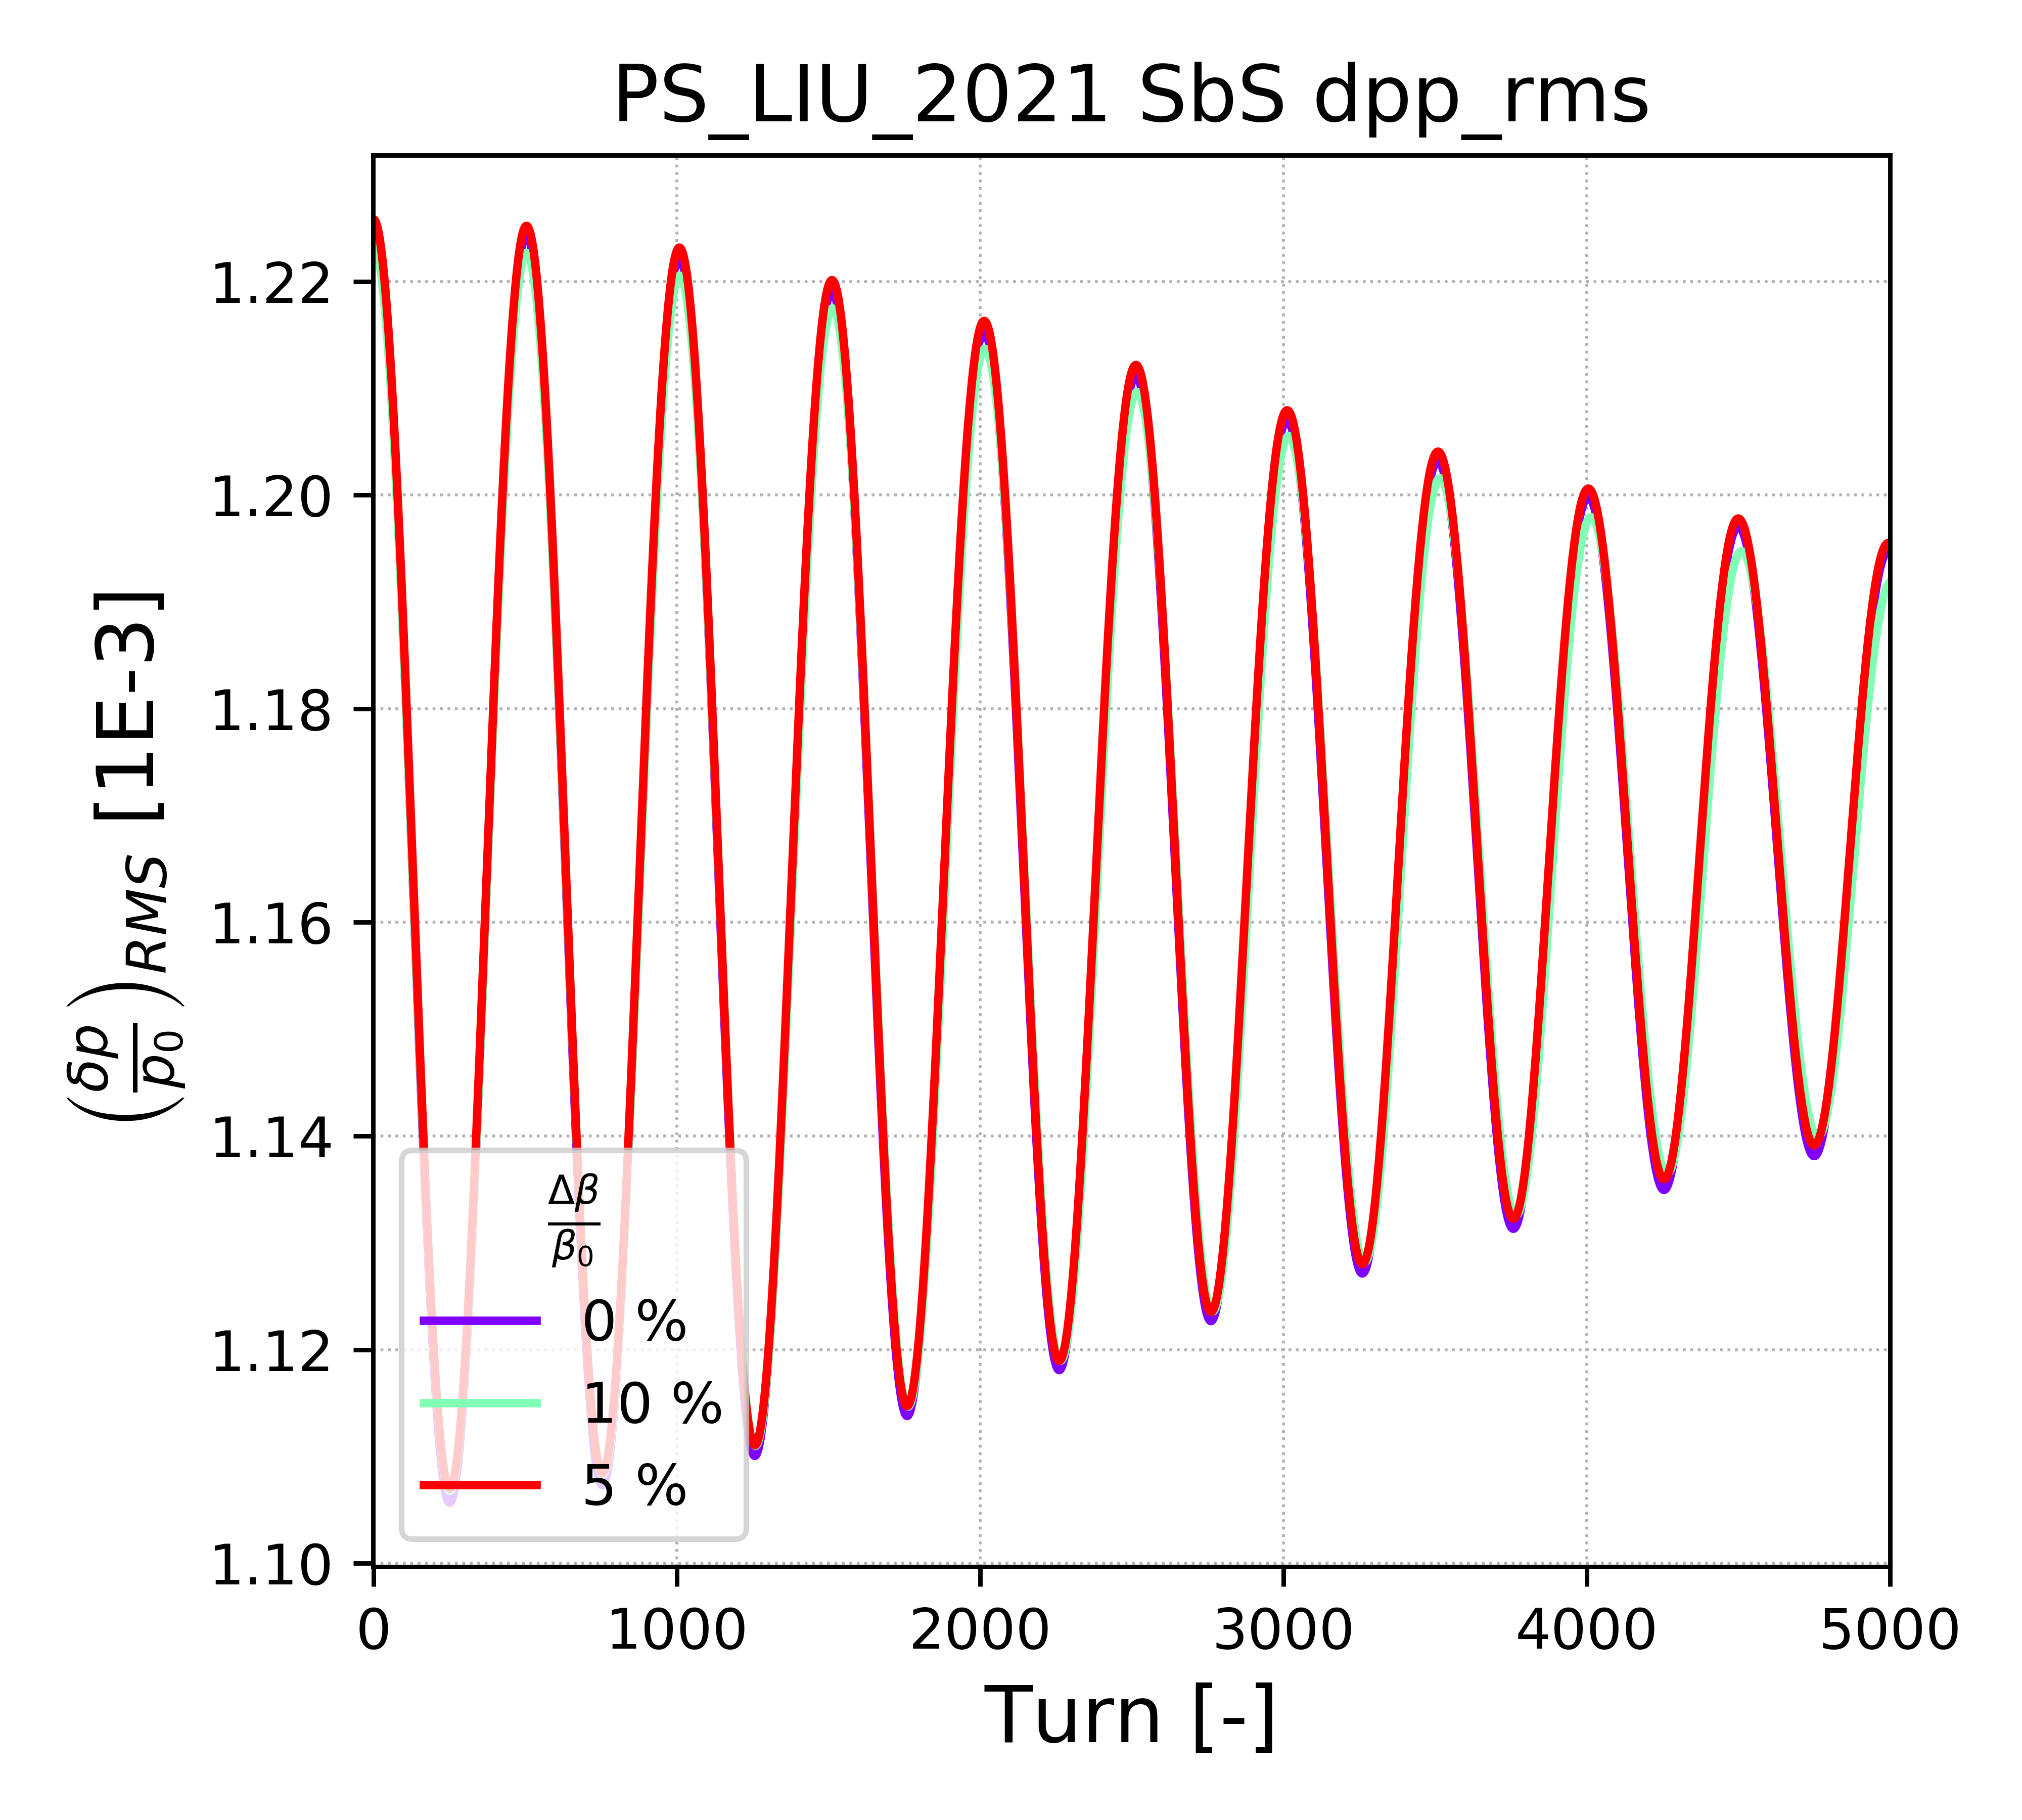 PS_LIU_2021 SbS dpp_rms
(δp/p₀)RMS [1E-3]
1.22
1.20
1.18
1.16
1.14
1.12
1.10
Δβ/β₀
0 %
10 %
5 %
0 1000 2000 3000 4000 5000
Turn [-]